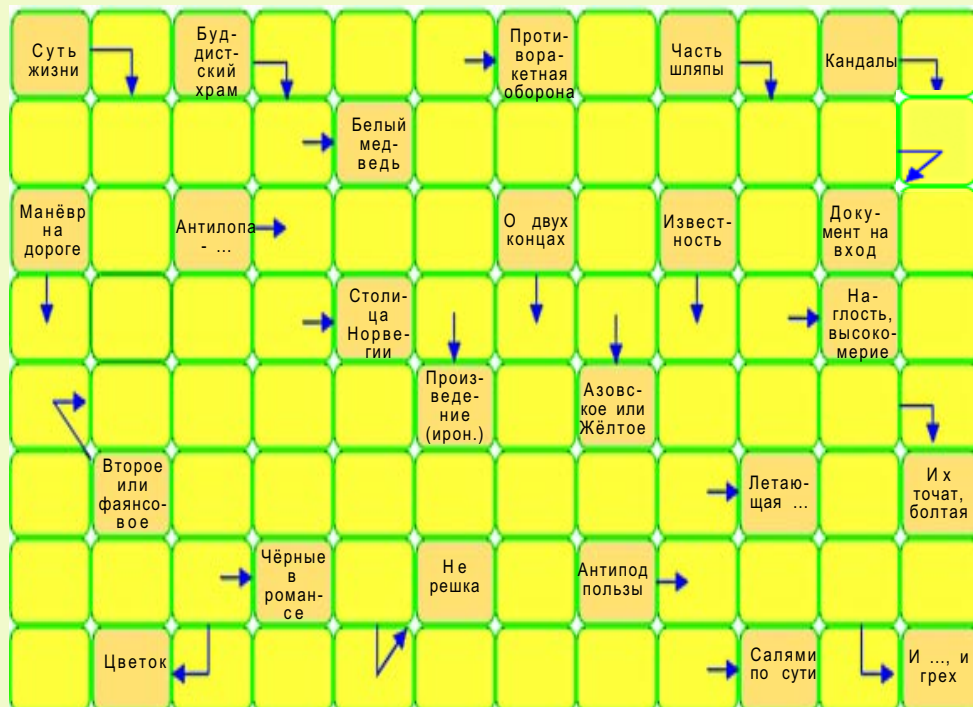 Суть
жизни
Буд-
дист-
ский
храм
Проти-
ворa-
кетная
оборона
Часть
шляпы
Кандалы
Белый
мед-
ведь
Манёвр
на
дороге
Антилопа
- ...
О двух
концах
Извест-
ность
Доку-
мент на
вход
Столи-
ца
Норве-
гии
На-
глость,
высоко-
мерие
Произ-
веде-
ние
(ирон.)
Азовс-
кое или
Жёлтое
Второе
или
фаянсо-
вое
Летаю-
щая ...
Их
точат,
болтая
Чёрные
в
роман-
се
Не
решка
Антипод
пользы
Цветок
Салями
по сути
И ..., и
грех